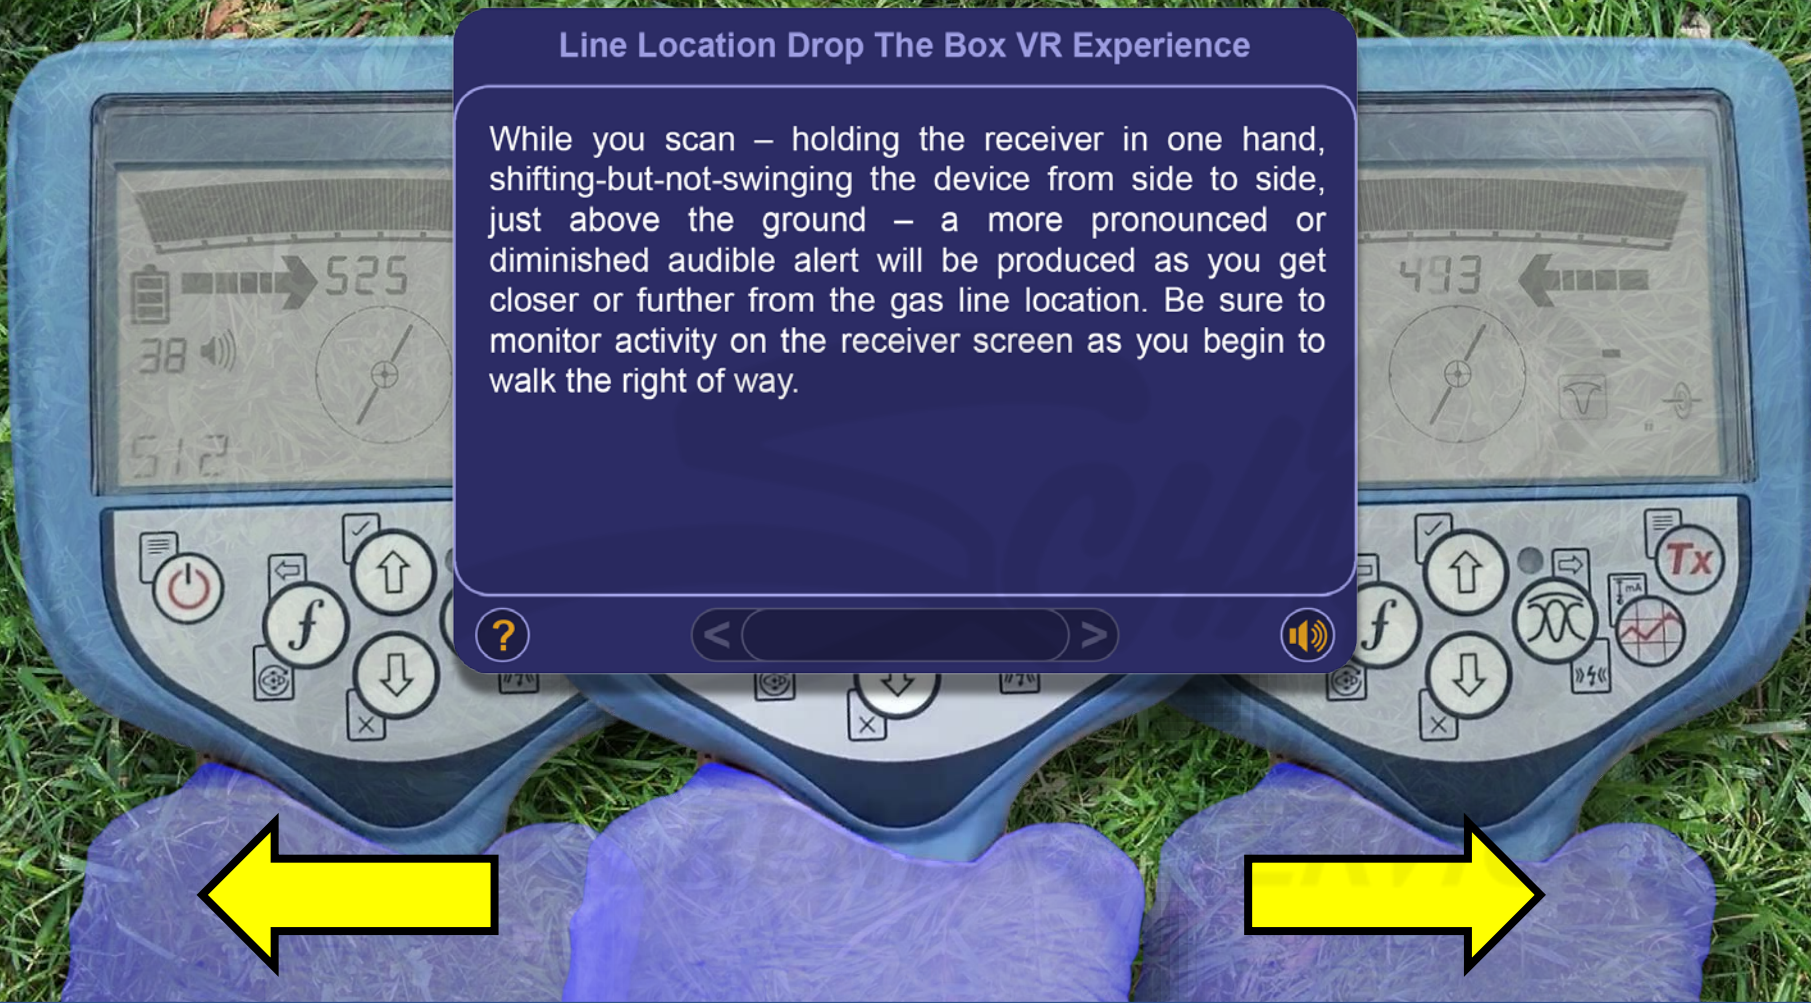 Line Location Drop The Box VR Experience
While you scan – holding the receiver in one hand,
shifting-but-not-swinging the device from side to side,
just above the ground – a more pronounced or
diminished audible alert will be produced as you get
closer or further from the gas line location. Be sure to
monitor activity on the receiver screen as you begin to
walk the right of way.
525
493
38
512
f
f
Tx
mA
?
<
>